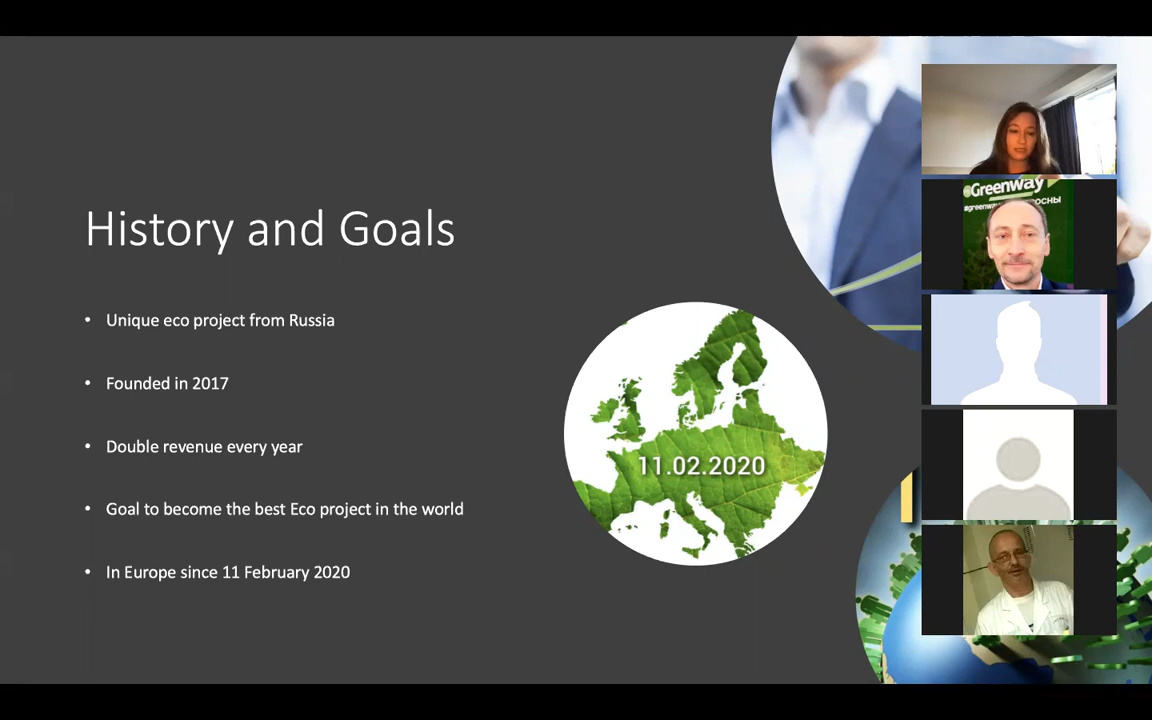 History and Goals
• Unique eco project from Russia
• Founded in 2017
• Double revenue every year
• Goal to become the best Eco project in the world
• In Europe since 11 February 2020
11.02.2020
Greenway